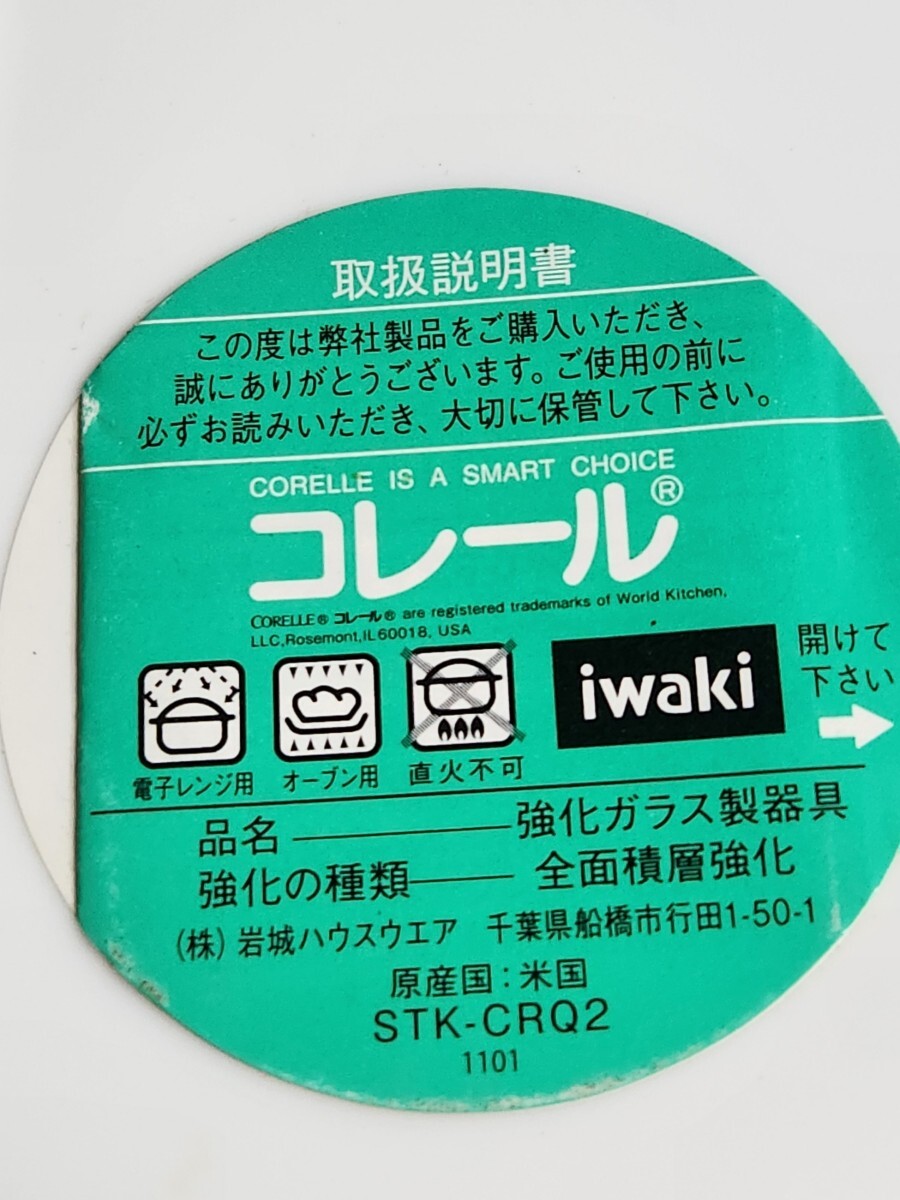 取扱説明書
この度は弊社製品をご購入いただき、
誠にありがとうございます。ご使用の前に
必ずお読みいただき、大切に保管して下さい。
CORELLE IS A SMART CHOICE
コレール®
CORELLE® コレール® are registered trademarks of World Kitchen,
LLC,Rosemont,IL60018, USA
電子レンジ用
オーブン用
直火不可
iwaki
開けて
下さい
品名 ――― 強化ガラス製器具
強化の種類 ―― 全面積層強化
(株) 岩城ハウスウエア 千葉県船橋市行田1-50-1
原産国:米国
STK-CRQ2
1101